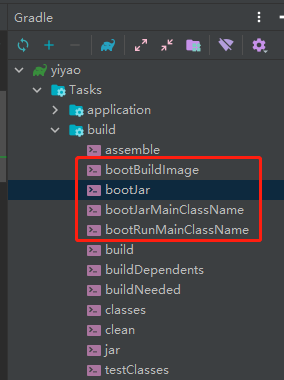 Gradle
yiyao
Tasks
application
build
assemble
bootBuildImage
bootJar
bootJarMainClassName
bootRunMainClassName
build
buildDependents
buildNeeded
classes
clean
jar
testClasses